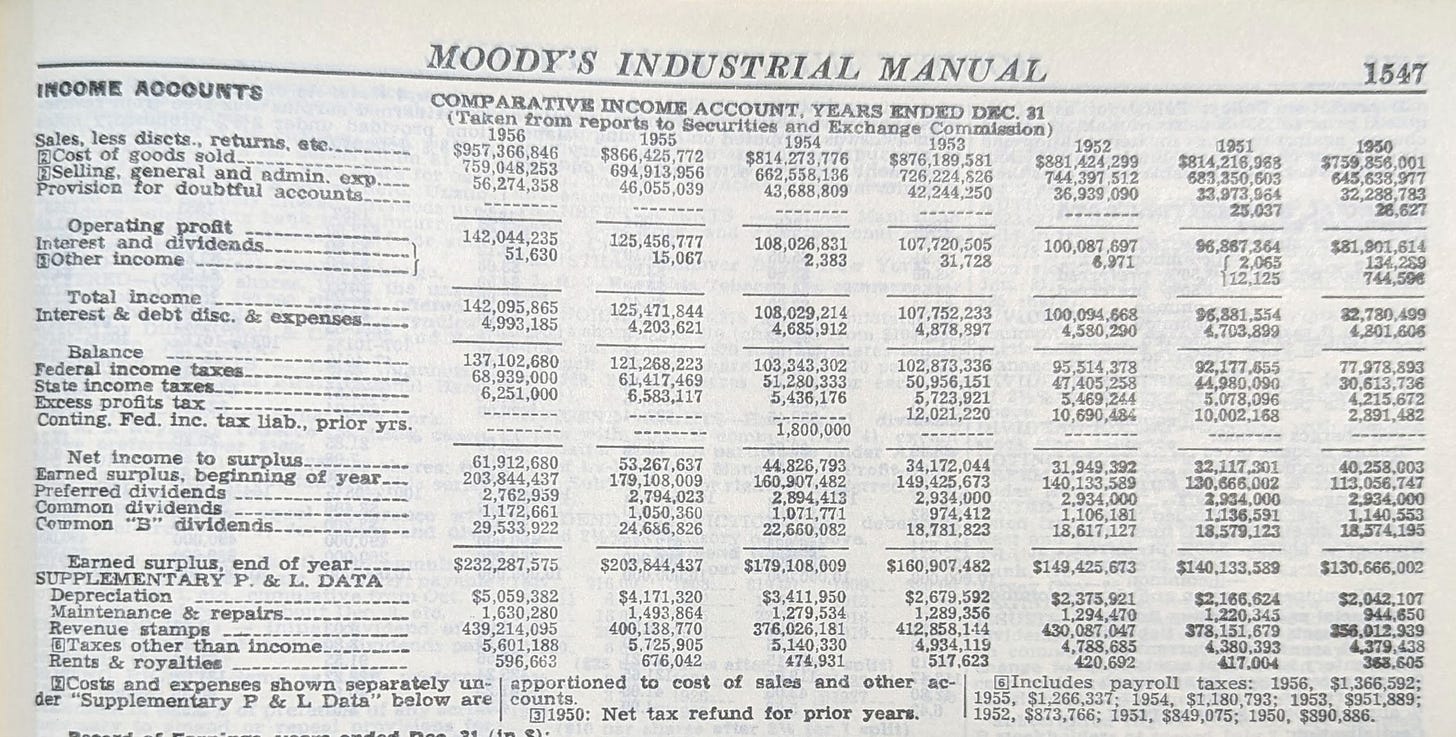 MOODY'S INDUSTRIAL MANUAL 1547
INCOME ACCOUNTS
COMPARATIVE INCOME ACCOUNT, YEARS ENDED DEC. 31
(Taken from reports to Securities and Exchange Commission)
1956 1955 1954 1953 1952 1951 1950
Sales, less discts., returns, etc. $957,366,846 $866,425,772 $814,273,776 $876,189,581 $881,424,299 $814,216,968 $759,856,001
[2]Cost of goods sold 759,048,253 694,913,956 662,558,136 726,224,826 744,397,512 683,350,603 645,638,977
[2]Selling, general and admin. exp. 56,274,358 46,055,039 43,688,809 42,244,250 36,939,090 33,973,964 32,288,783
Provision for doubtful accounts 25,037 26,627
Operating profit 142,044,235 125,456,777 108,026,831 107,720,505 100,087,697 96,867,364 $81,901,614
Interest and dividends } 51,630 15,067 2,383 31,728 6,971 { 2,065 134,289
[3]Other income } { 12,125 744,596
Total income 142,095,865 125,471,844 108,029,214 107,752,233 100,094,668 96,881,554 82,780,499
Interest & debt disc. & expenses 4,993,185 4,203,621 4,685,912 4,878,897 4,580,290 4,703,899 4,801,606
Balance 137,102,680 121,268,223 103,343,302 102,873,336 95,514,378 92,177,655 77,978,893
Federal income taxes 68,939,000 61,417,469 51,280,333 50,956,151 47,405,258 44,980,090 30,613,736
State income taxes 6,251,000 6,583,117 5,436,176 5,723,921 5,469,244 5,078,096 4,215,672
Excess profits tax 12,021,220 10,690,484 10,002,168 2,891,482
Conting. Fed. inc. tax liab., prior yrs. 1,800,000
Net income to surplus 61,912,680 53,267,637 44,826,793 34,172,044 31,949,392 32,117,301 40,258,003
Earned surplus, beginning of year 203,844,437 179,108,009 160,907,482 149,425,673 140,133,589 130,666,002 113,056,747
Preferred dividends 2,762,959 2,794,023 2,894,413 2,934,000 2,934,000 2,934,000 2,934,000
Common dividends 1,172,661 1,050,360 1,071,771 974,412 1,106,181 1,136,591 1,140,553
Common "B" dividends 29,533,922 24,686,826 22,660,082 18,781,823 18,617,127 18,579,123 18,574,195
Earned surplus, end of year $232,287,575 $203,844,437 $179,108,009 $160,907,482 $149,425,673 $140,133,589 $130,666,002
SUPPLEMENTARY P. & L. DATA
Depreciation $5,059,382 $4,171,320 $3,411,950 $2,679,592 $2,375,921 $2,166,624 $2,042,107
Maintenance & repairs 1,630,280 1,493,864 1,279,534 1,289,356 1,294,470 1,220,345 944,650
Revenue stamps 439,214,095 400,138,770 376,026,181 412,858,144 430,087,047 378,151,679 356,012,939
[6]Taxes other than income 5,601,188 5,725,905 5,140,330 4,934,119 4,788,685 4,380,393 4,379,438
Rents & royalties 596,663 676,042 474,931 517,623 420,692 417,004 368,605
[2]Costs and expenses shown separately un-
der "Supplementary P & L Data" below are
apportioned to cost of sales and other ac-
counts.
[3]1950: Net tax refund for prior years.
[6]Includes payroll taxes: 1956, $1,366,592;
1955, $1,266,337; 1954, $1,180,793; 1953, $951,889;
1952, $873,766; 1951, $849,075; 1950, $890,886.
Record of Earnings, years ended Dec. 31 (in $):